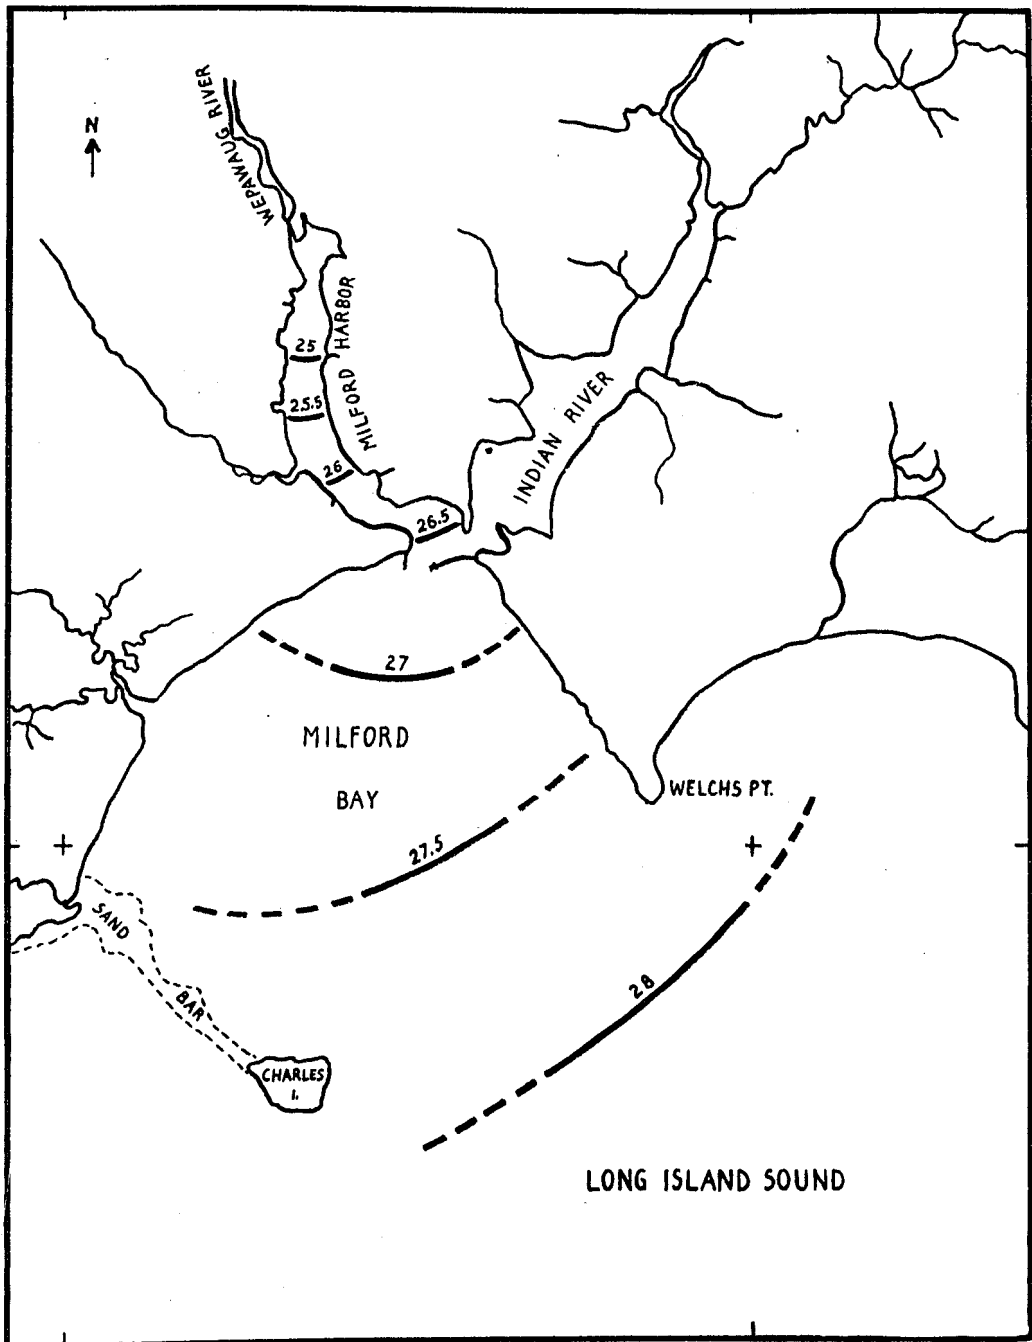 N
WEPAWAUG RIVER
MILFORD HARBOR
25
25.5
26
26.5
INDIAN RIVER
27
MILFORD
BAY
WELCHS PT.
27.5
SAND
BAR
28
CHARLES
I.
LONG ISLAND SOUND